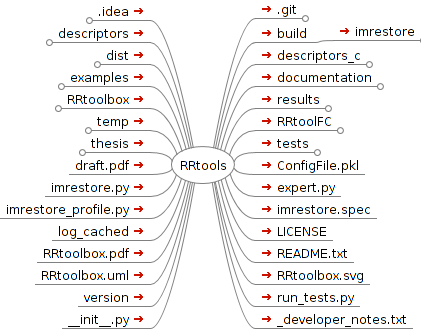 .idea
descriptors
dist
examples
RRtoolbox
temp
thesis
draft.pdf
imrestore.py
imrestore_profile.py
log_cached
RRtoolbox.pdf
RRtoolbox.uml
version
__init__.py
RRtools
.git
build
imrestore
descriptors_c
documentation
results
RRtoolFC
tests
ConfigFile.pkl
expert.py
imrestore.spec
LICENSE
README.txt
RRtoolbox.svg
run_tests.py
_developer_notes.txt